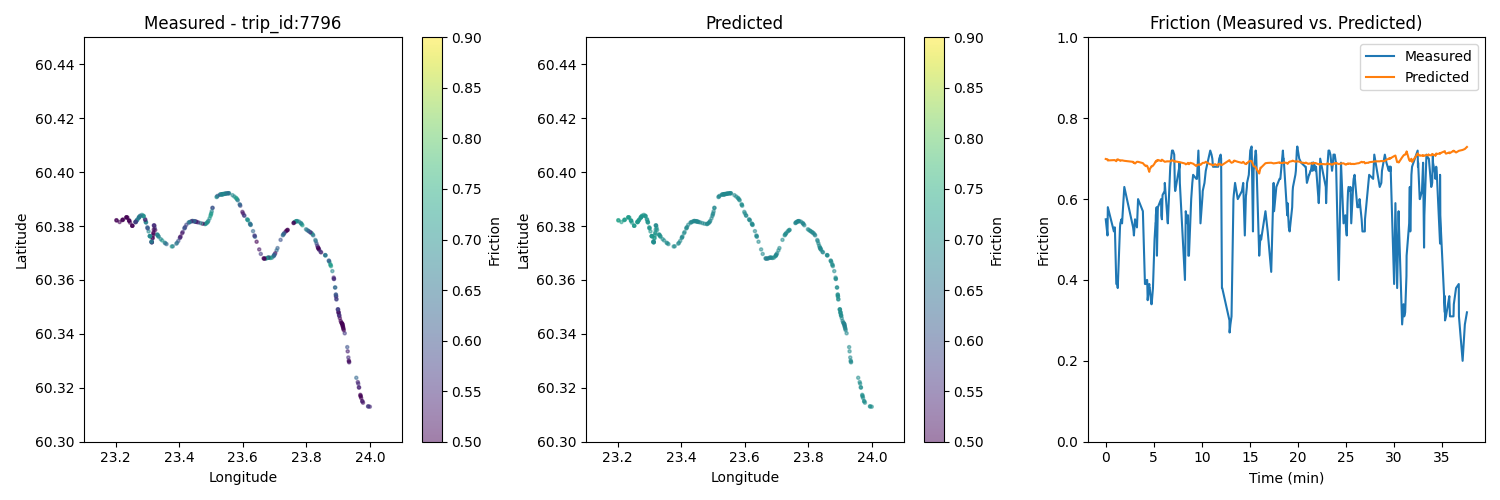 Measured - trip_id:7796
60.44
60.42
60.40
60.38
60.36
60.34
60.32
60.30
Latitude
23.2 23.4 23.6 23.8 24.0
Longitude
0.90
0.85
0.80
0.75
0.70
0.65
0.60
0.55
0.50
Friction
Predicted
60.44
60.42
60.40
60.38
60.36
60.34
60.32
60.30
Latitude
23.2 23.4 23.6 23.8 24.0
Longitude
0.90
0.85
0.80
0.75
0.70
0.65
0.60
0.55
0.50
Friction
Friction (Measured vs. Predicted)
1.0
0.8
0.6
0.4
0.2
0.0
Friction
Measured
Predicted
0 5 10 15 20 25 30 35
Time (min)